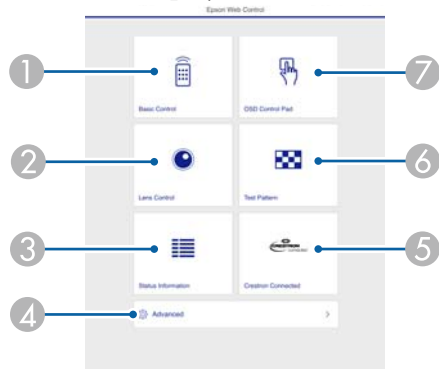 Epson Web Control
1
7
Basic Control
OSD Control Pad
2
6
Lens Control
Test Pattern
3
5
CRESTRON
Status Information
Crestron Connected
4
Advanced